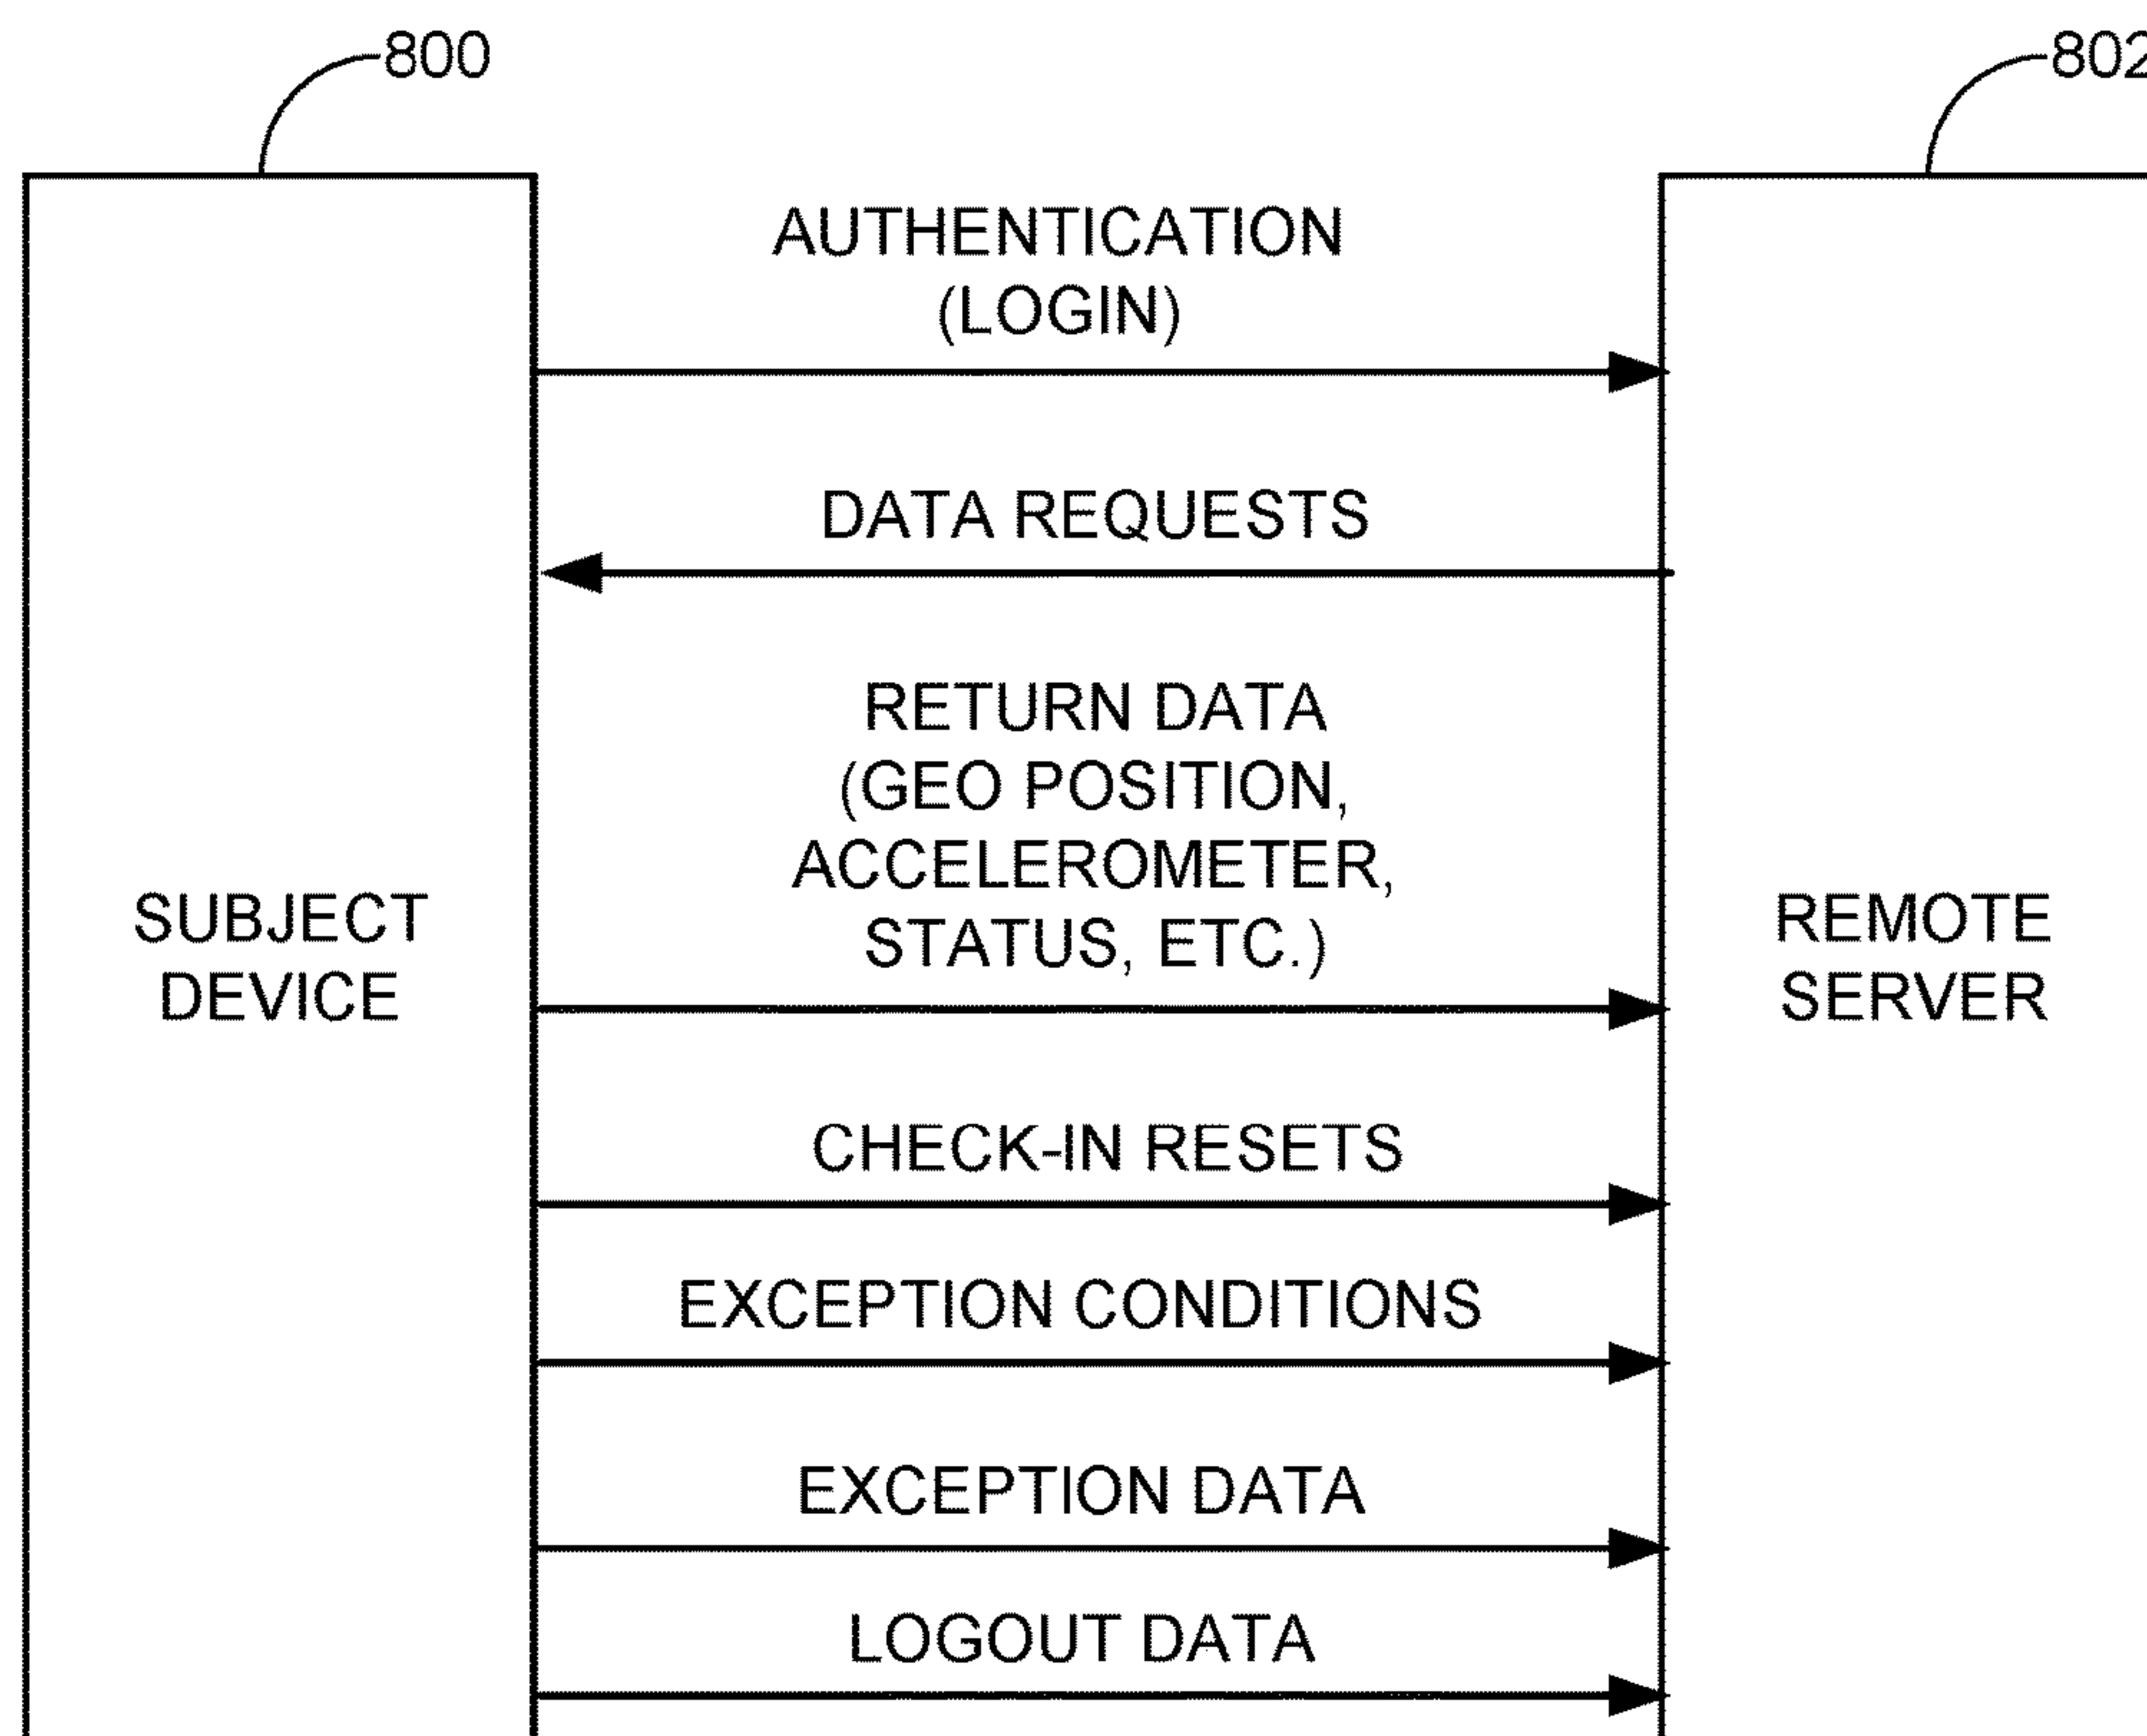 800
802
AUTHENTICATION
(LOGIN)
DATA REQUESTS
RETURN DATA
(GEO POSITION,
ACCELEROMETER,
STATUS, ETC.)
SUBJECT
DEVICE
REMOTE
SERVER
CHECK-IN RESETS
EXCEPTION CONDITIONS
EXCEPTION DATA
LOGOUT DATA